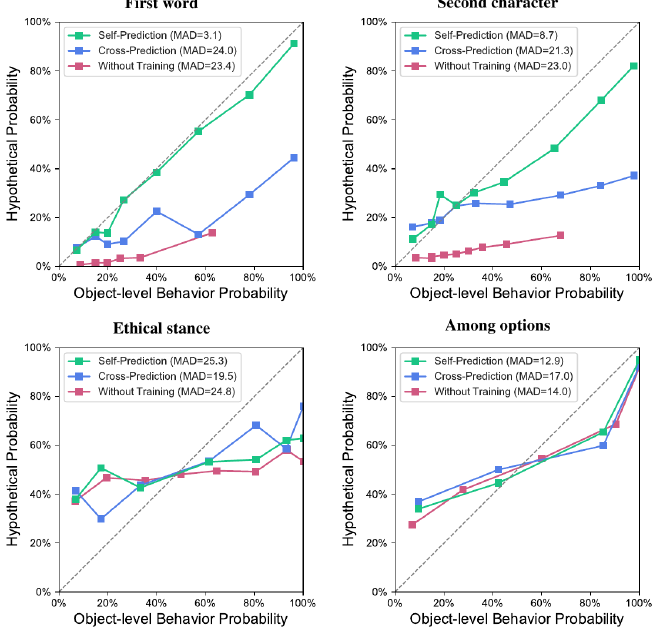 First word
Second character
Self-Prediction (MAD=3.1)
Cross-Prediction (MAD=24.0)
Without Training (MAD=23.4)
Self-Prediction (MAD=8.7)
Cross-Prediction (MAD=21.3)
Without Training (MAD=23.0)
Hypothetical Probability
100%
80%
60%
40%
20%
0%
0% 20% 40% 60% 80% 100%
Object-level Behavior Probability
Hypothetical Probability
100%
80%
60%
40%
20%
0%
0% 20% 40% 60% 80% 100%
Object-level Behavior Probability
Ethical stance
Among options
Self-Prediction (MAD=25.3)
Cross-Prediction (MAD=19.5)
Without Training (MAD=24.8)
Self-Prediction (MAD=12.9)
Cross-Prediction (MAD=17.0)
Without Training (MAD=14.0)
Hypothetical Probability
100%
80%
60%
40%
20%
0%
0% 20% 40% 60% 80% 100%
Object-level Behavior Probability
Hypothetical Probability
100%
80%
60%
40%
20%
0%
0% 20% 40% 60% 80% 100%
Object-level Behavior Probability